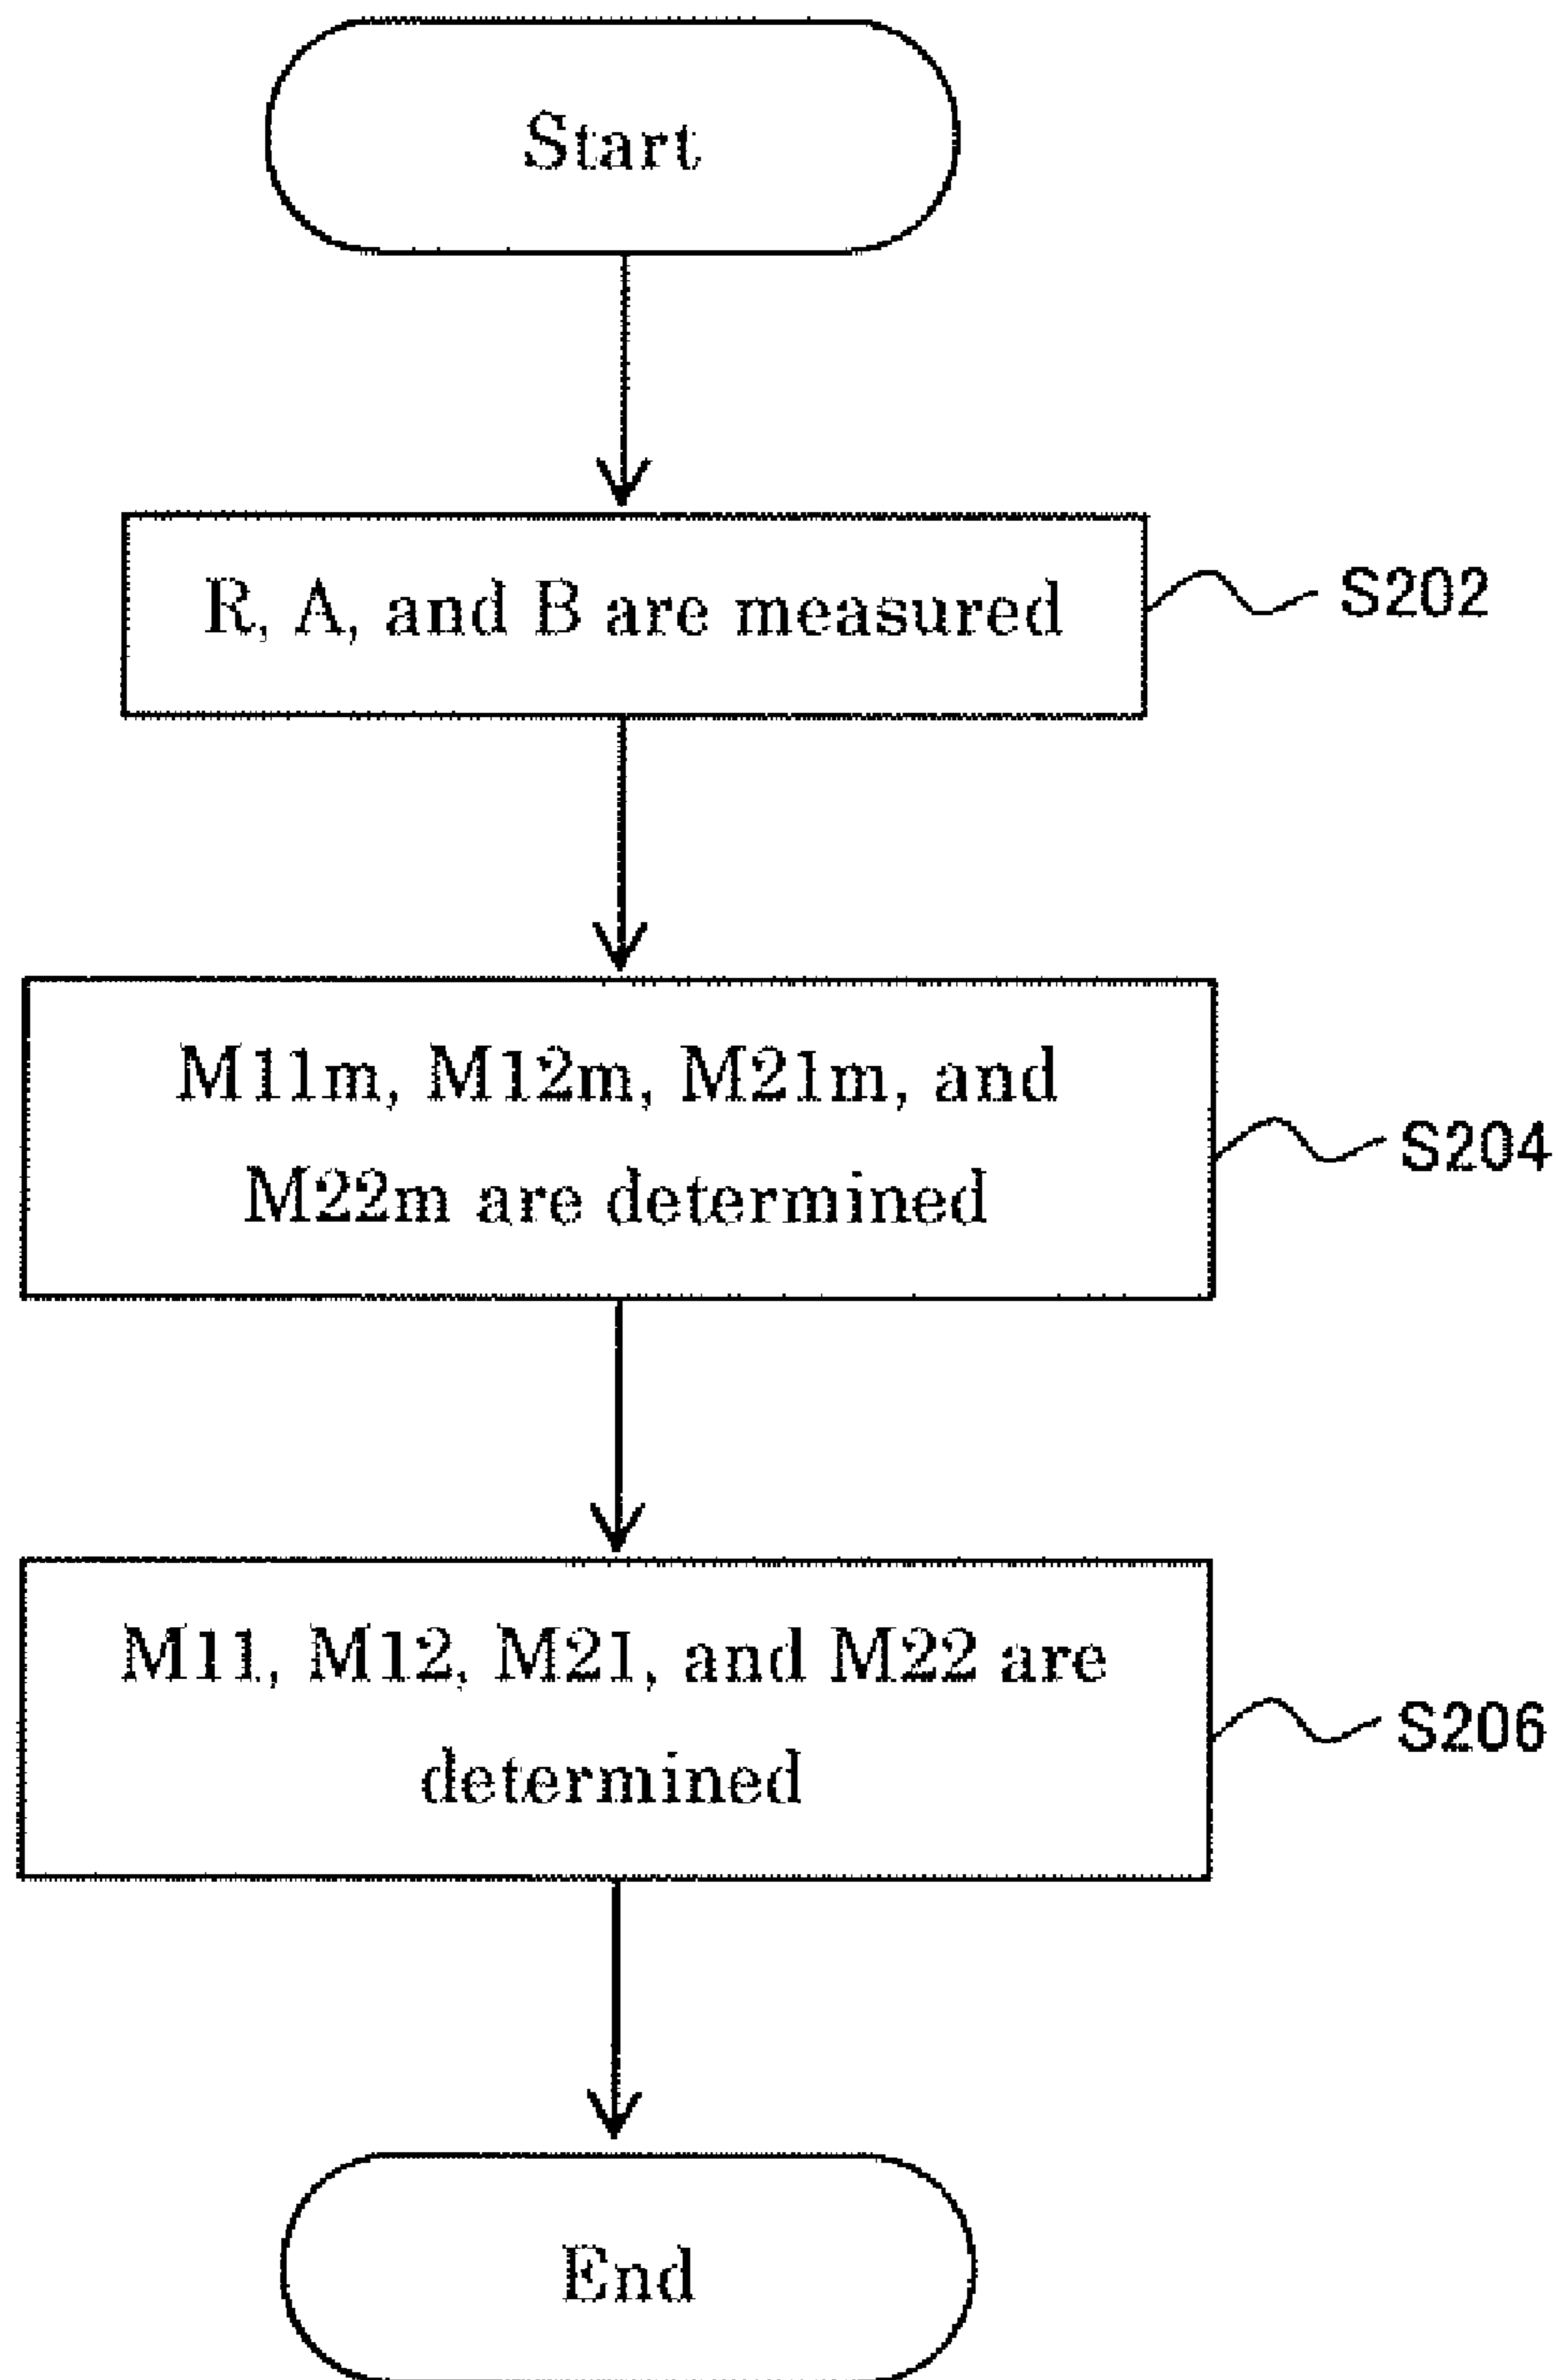 Start
R, A, and B are measured
S202
M11m, M12m, M21m, and
M22m are determined
S204
M11, M12, M21, and M22 are
determined
S206
End